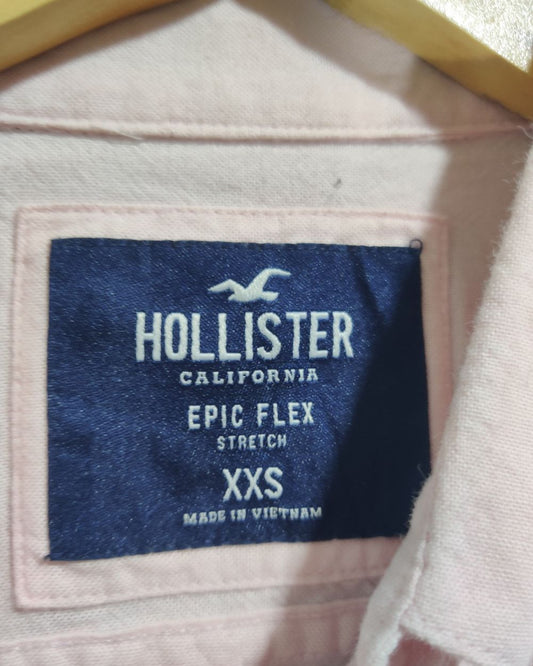 HOLLISTER
CALIFORNIA
EPIC FLEX
STRETCH
XXS
MADE IN VIETNAM